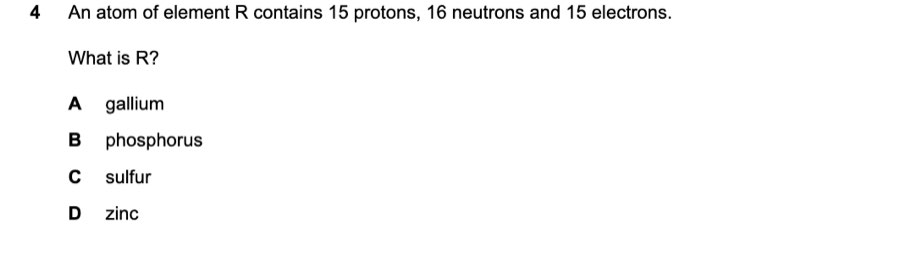 4 An atom of element R contains 15 protons, 16 neutrons and 15 electrons.
What is R?
A gallium
B phosphorus
C sulfur
D zinc